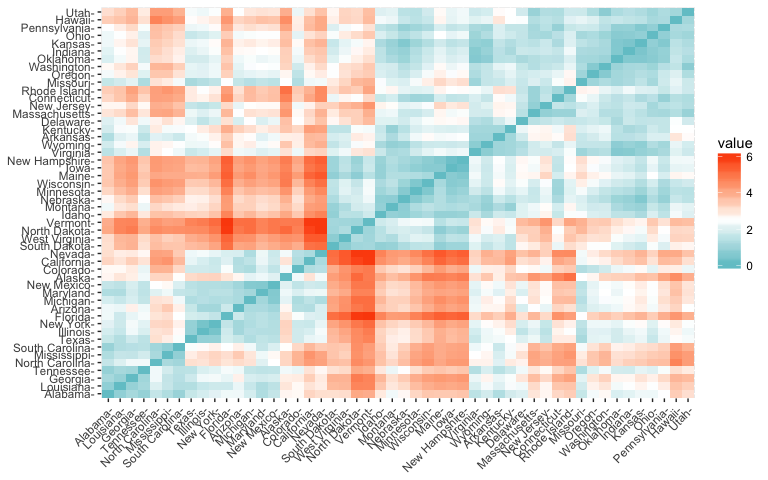 Utah-
Hawaii-
Pennsylvania-
Ohio-
Kansas-
Indiana-
Oklahoma-
Washington-
Oregon-
Missouri-
Rhode Island-
Connecticut-
New Jersey-
Massachusetts-
Delaware-
Kentucky-
Arkansas-
Wyoming-
Virginia-
New Hampshire-
Iowa-
Maine-
Wisconsin-
Minnesota-
Nebraska-
Montana-
Idaho-
Vermont-
North Dakota-
West Virginia-
South Dakota-
Nevada-
California-
Colorado-
Alaska-
New Mexico-
Maryland-
Michigan-
Arizona-
Florida-
New York-
Illinois-
Texas-
South Carolina-
Mississippi-
North Carolina-
Tennessee-
Georgia-
Louisiana-
Alabama-
Alabama-
Louisiana-
Georgia-
Tennessee-
North Carolina-
Mississippi-
South Carolina-
Texas-
Illinois-
New York-
Florida-
Arizona-
Michigan-
Maryland-
New Mexico-
Alaska-
Colorado-
California-
Nevada-
South Dakota-
West Virginia-
North Dakota-
Vermont-
Idaho-
Montana-
Nebraska-
Minnesota-
Wisconsin-
Maine-
Iowa-
New Hampshire-
Virginia-
Wyoming-
Arkansas-
Kentucky-
Delaware-
Massachusetts-
New Jersey-
Connecticut-
Rhode Island-
Missouri-
Oregon-
Washington-
Oklahoma-
Indiana-
Kansas-
Ohio-
Pennsylvania-
Hawaii-
Utah-
value
6
5
4
3
2
1
0